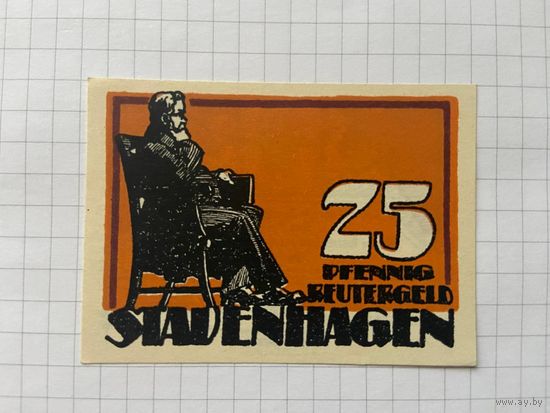 25
PFENNIG
REUTERGELD
STAVENHAGEN
www.ay.by